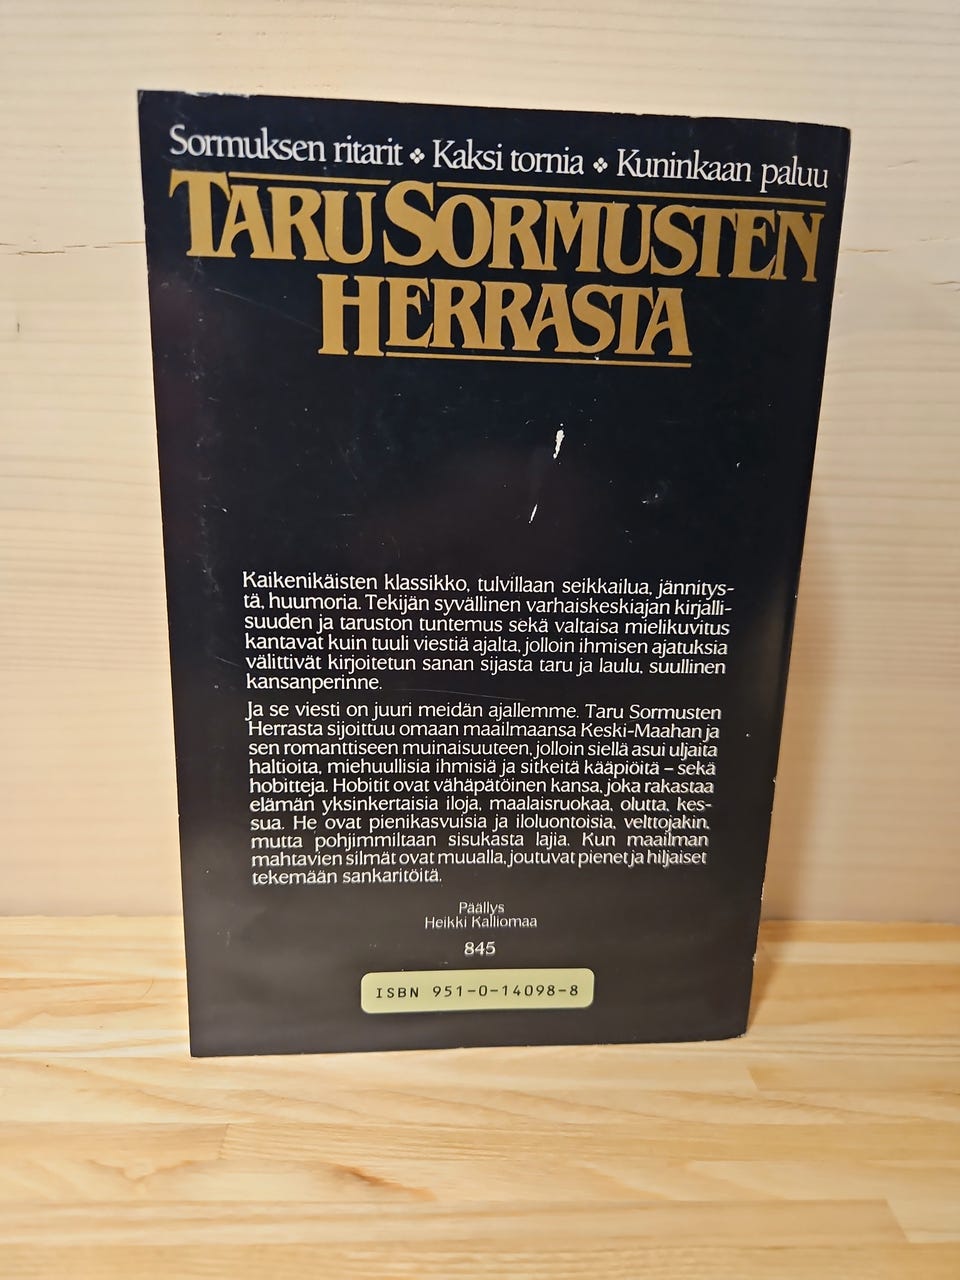 Sormuksen ritarit ❖ Kaksi tornia ❖ Kuninkaan paluu
TARU SORMUSTEN
HERRASTA
Kaikenikäisten klassikko, tulvillaan seikkailua, jännitys-
tä, huumoria. Tekijän syvällinen varhaiskeskiajan kirjalli-
suuden ja taruston tuntemus sekä valtaisa mielikuvitus
kantavat kuin tuuli viestiä ajalta, jolloin ihmisen ajatuksia
välittivät kirjoitetun sanan sijasta taru ja laulu, suullinen
kansanperinne.
Ja se viesti on juuri meidän ajallemme. Taru Sormusten
Herrasta sijoittuu omaan maailmaansa Keski-Maahan ja
sen romanttiseen muinaisuuteen, jolloin siellä asui uljaita
haltioita, miehuullisia ihmisiä ja sitkeitä kääpiöitä – sekä
hobitteja. Hobitit ovat vähäpätöinen kansa, joka rakastaa
elämän yksinkertaisia iloja, maalaisruokaa, olutta, kes-
sua. He ovat pienikasvuisia ja iloluontoisia, velttojakin,
mutta pohjimmiltaan sisukasta lajia. Kun maailman
mahtavien silmät ovat muualla, joutuvat pienet ja hiljaiset
tekemään sankaritöitä.
Päällys
Heikki Kalliomaa
845
ISBN 951-0-14098-8